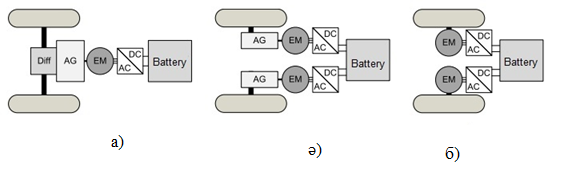 Diff AG EM DC AC Battery
а)
AG EM DC AC
AG EM DC AC
Battery
ә)
EM DC AC
EM DC AC
Battery
б)